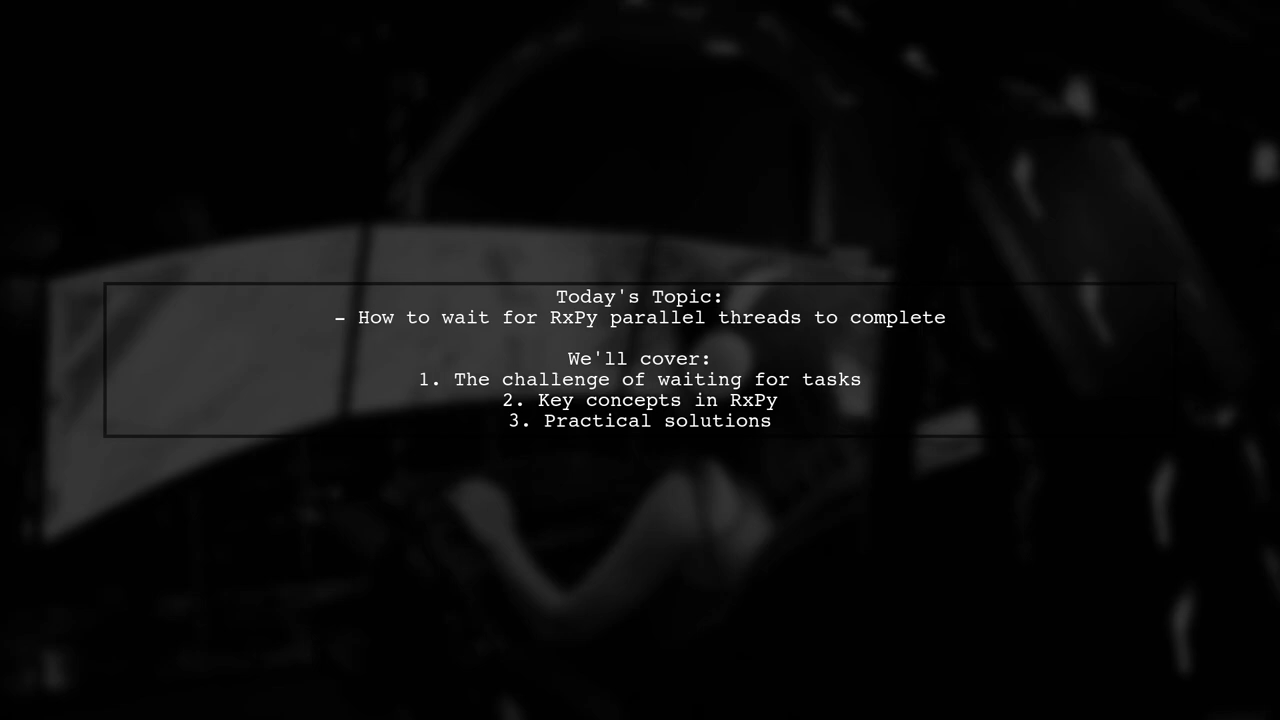 Today's Topic:
- How to wait for RxPy parallel threads to complete
We'll cover:
1. The challenge of waiting for tasks
2. Key concepts in RxPy
3. Practical solutions